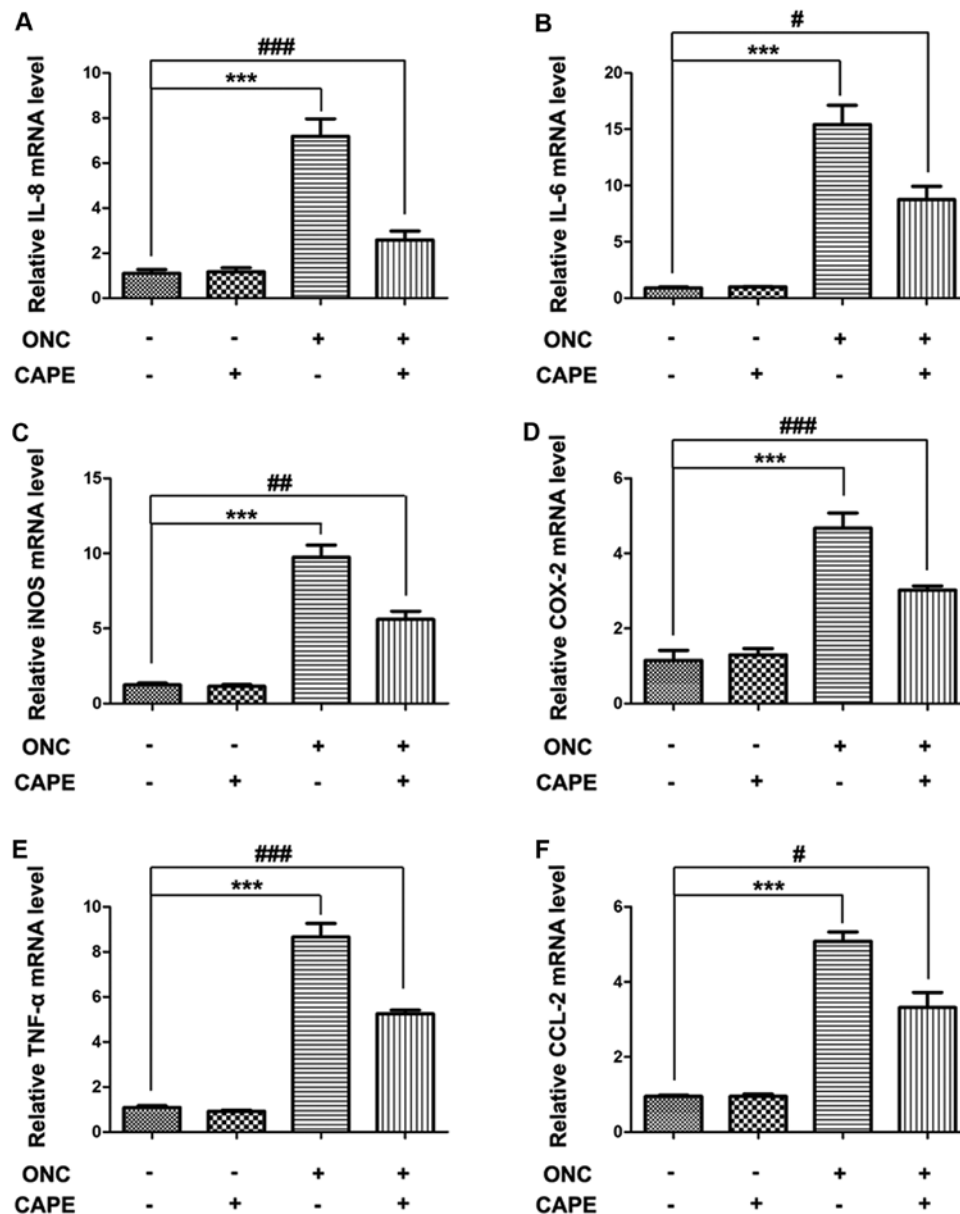 A
###
***
Relative IL-8 mRNA level
10
8
6
4
2
0
ONC - - + +
CAPE - + - +
B
#
***
Relative IL-6 mRNA level
20
15
10
5
0
ONC - - + +
CAPE - + - +
C
##
***
Relative iNOS mRNA level
15
10
5
0
ONC - - + +
CAPE - + - +
D
###
***
Relative COX-2 mRNA level
6
4
2
0
ONC - - + +
CAPE - + - +
E
###
***
Relative TNF-α mRNA level
10
8
6
4
2
0
ONC - - + +
CAPE - + - +
F
#
***
Relative CCL-2 mRNA level
6
4
2
0
ONC - - + +
CAPE - + - +